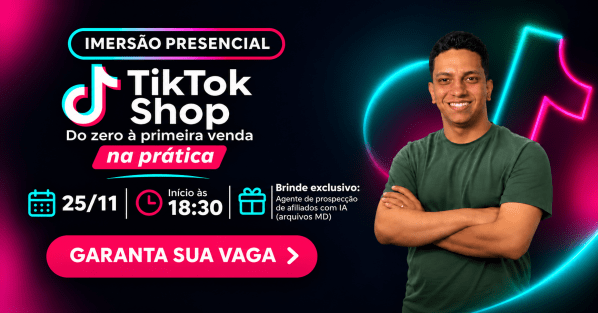 IMERSÃO PRESENCIAL
TikTok
Shop
Do zero à primeira venda
na prática
25/11
Início às
18:30
Brinde exclusivo:
Agente de prospecção
de afiliados com IA
(arquivos MD)
GARANTA SUA VAGA